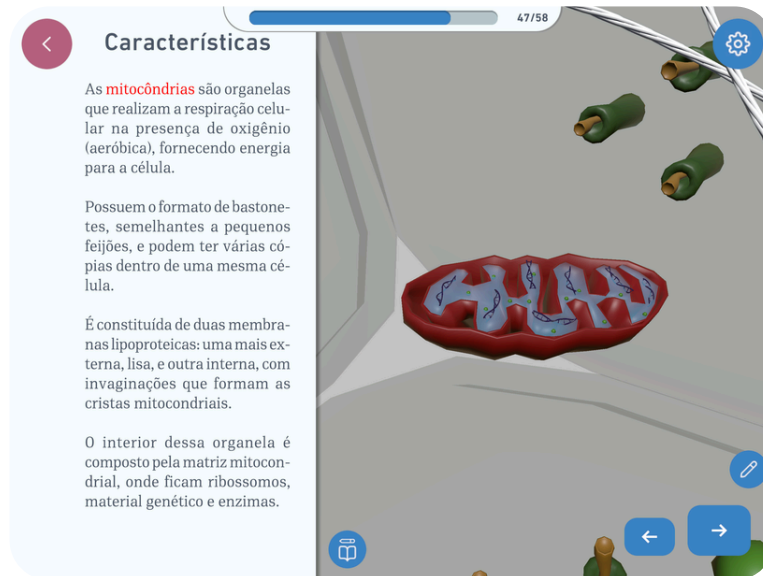 47/58
Características
As mitocôndrias são organelas
que realizam a respiração celu-
lar na presença de oxigênio
(aeróbica), fornecendo energia
para a célula.
Possuem o formato de bastone-
tes, semelhantes a pequenos
feijões, e podem ter várias có-
pias dentro de uma mesma cé-
lula.
É constituída de duas membra-
nas lipoproteicas: uma mais ex-
terna, lisa, e outra interna, com
invaginações que formam as
cristas mitocondriais.
O interior dessa organela é
composto pela matriz mitocon-
drial, onde ficam ribossomos,
material genético e enzimas.